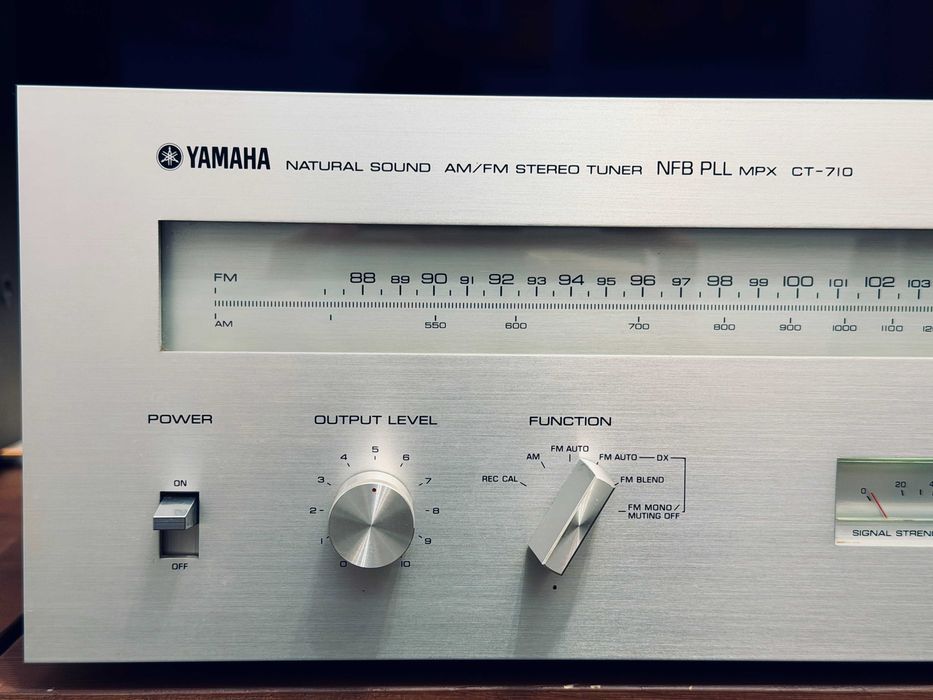 YAMAHA NATURAL SOUND AM/FM STEREO TUNER NFB PLL MPX CT-710
FM 88 89 90 91 92 93 94 95 96 97 98 99 100 101 102 103
AM 550 600 700 800 900 1000 1100
POWER
ON
OFF
OUTPUT LEVEL
0 1 2 3 4 5 6 7 8 9 10
FUNCTION
REC CAL
AM
FM AUTO
FM AUTO DX
FM BLEND
FM MONO/
MUTING OFF
0 20
SIGNAL STREN